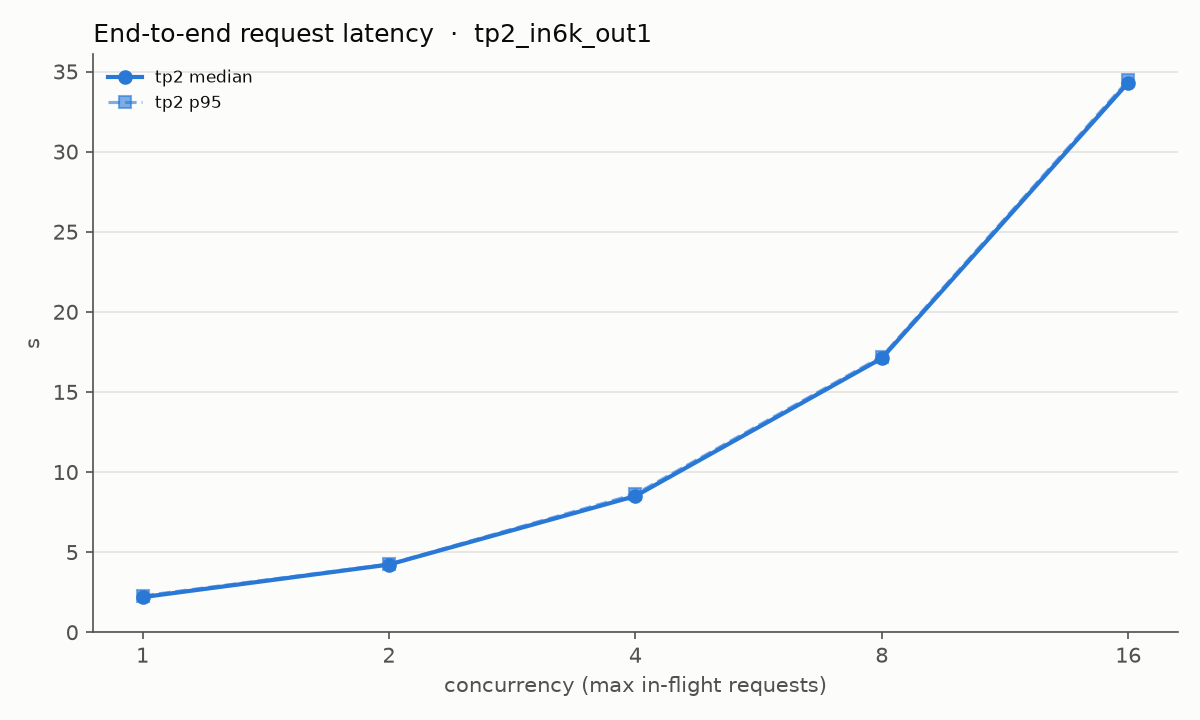 End-to-end request latency · tp2_in6k_out1
tp2 median
tp2 p95
35
30
25
20
15
10
5
0
s
1 2 4 8 16
concurrency (max in-flight requests)